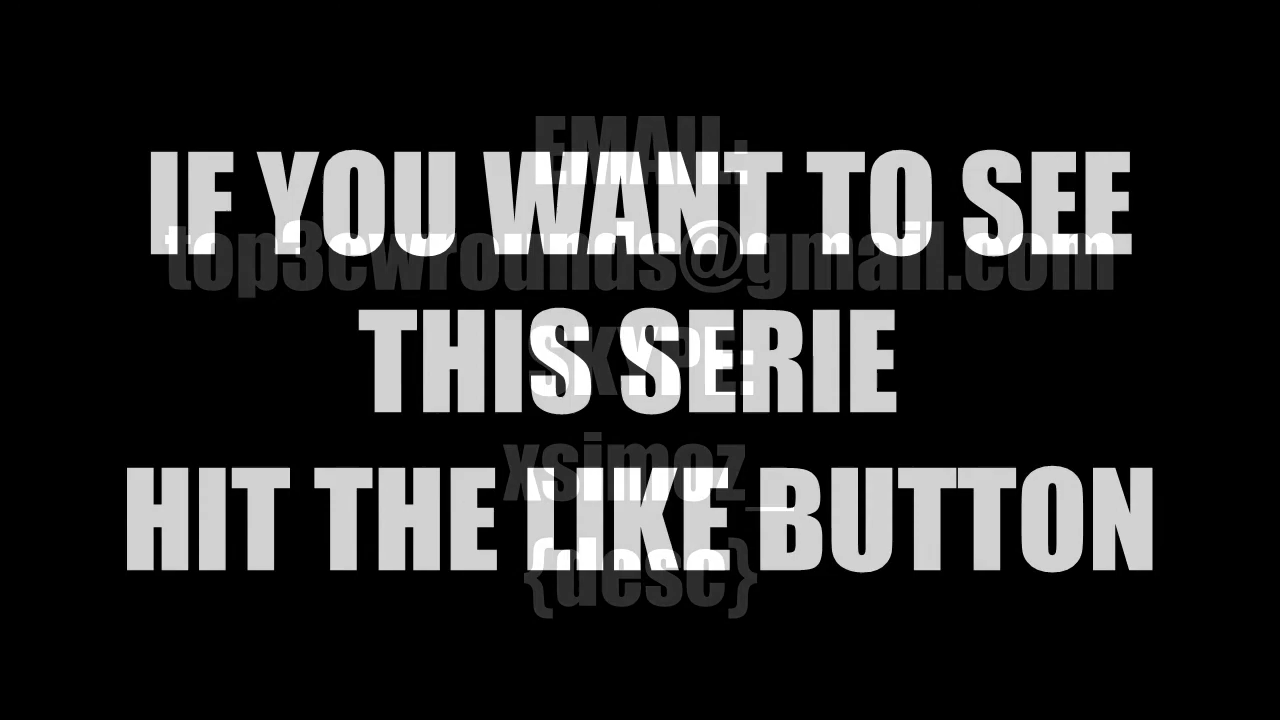 EMAIL:
IF YOU WANT TO SEE
top3cwrounds@gmail.com
THIS SERIE
SKYPE:
xsimoz_
HIT THE LIKE BUTTON
{desc}